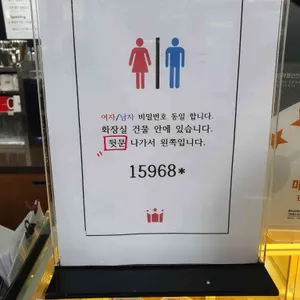 여자/남자 비밀번호 동일 합니다.
화장실 건물 안에 있습니다.
뒷문 나가서 왼쪽입니다.
15968*